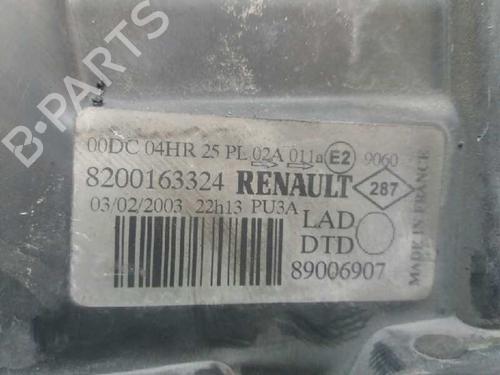 00DC 04HR 25 PL 02A 011a E2 9060
8200163324 RENAULT 287
03/02/2003 22h13 PU3A
LAD
DTD
89006907
MADE IN FRANCE
B-PARTS